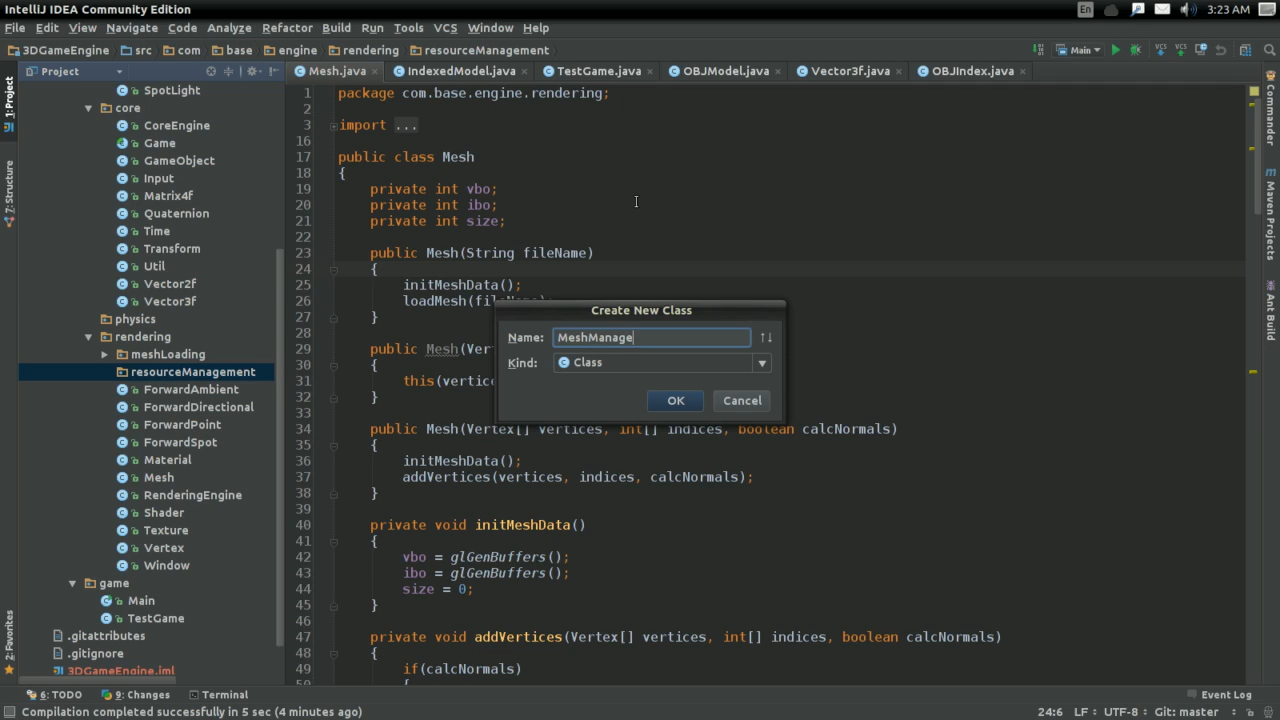 IntelliJ IDEA Community Edition
En
3:23 AM
File Edit View Navigate Code Analyze Refactor Build Run Tools VCS Window Help
3DGameEngine src com base engine rendering resourceManagement
Main
VCS VCS
1: Project
7: Structure
2: Favorites
Project
SpotLight
core
CoreEngine
Game
GameObject
Input
Matrix4f
Quaternion
Time
Transform
Util
Vector2f
Vector3f
physics
rendering
meshLoading
resourceManagement
ForwardAmbient
ForwardDirectional
ForwardPoint
ForwardSpot
Material
Mesh
RenderingEngine
Shader
Texture
Vertex
Window
game
Main
TestGame
.gitattributes
.gitignore
3DGameEngine.iml
Mesh.java IndexedModel.java TestGame.java OBJModel.java Vector3f.java OBJIndex.java
1 package com.base.engine.rendering;
2
3 import ...
16
17 public class Mesh
18 {
19 private int vbo;
20 private int ibo;
21 private int size;
22
23 public Mesh(String fileName)
24 {
25 initMeshData();
26 loadMesh(fileName);
27 }
28
29 public Mesh(Ver
30 {
31 this(vertice
32 }
33
34 public Mesh(Vertex[] vertices, int[] indices, boolean calcNormals)
35 {
36 initMeshData();
37 addVertices(vertices, indices, calcNormals);
38 }
39
40 private void initMeshData()
41 {
42 vbo = glGenBuffers();
43 ibo = glGenBuffers();
44 size = 0;
45 }
46
47 private void addVertices(Vertex[] vertices, int[] indices, boolean calcNormals)
48 {
49 if(calcNormals)
50 {
Create New Class
Name: MeshManage
Kind: Class
OK Cancel
Commander
Maven Projects
Ant Build
6: TODO 9: Changes Terminal Event Log
Compilation completed successfully in 5 sec (4 minutes ago) 24:6 LF UTF-8 Git: master